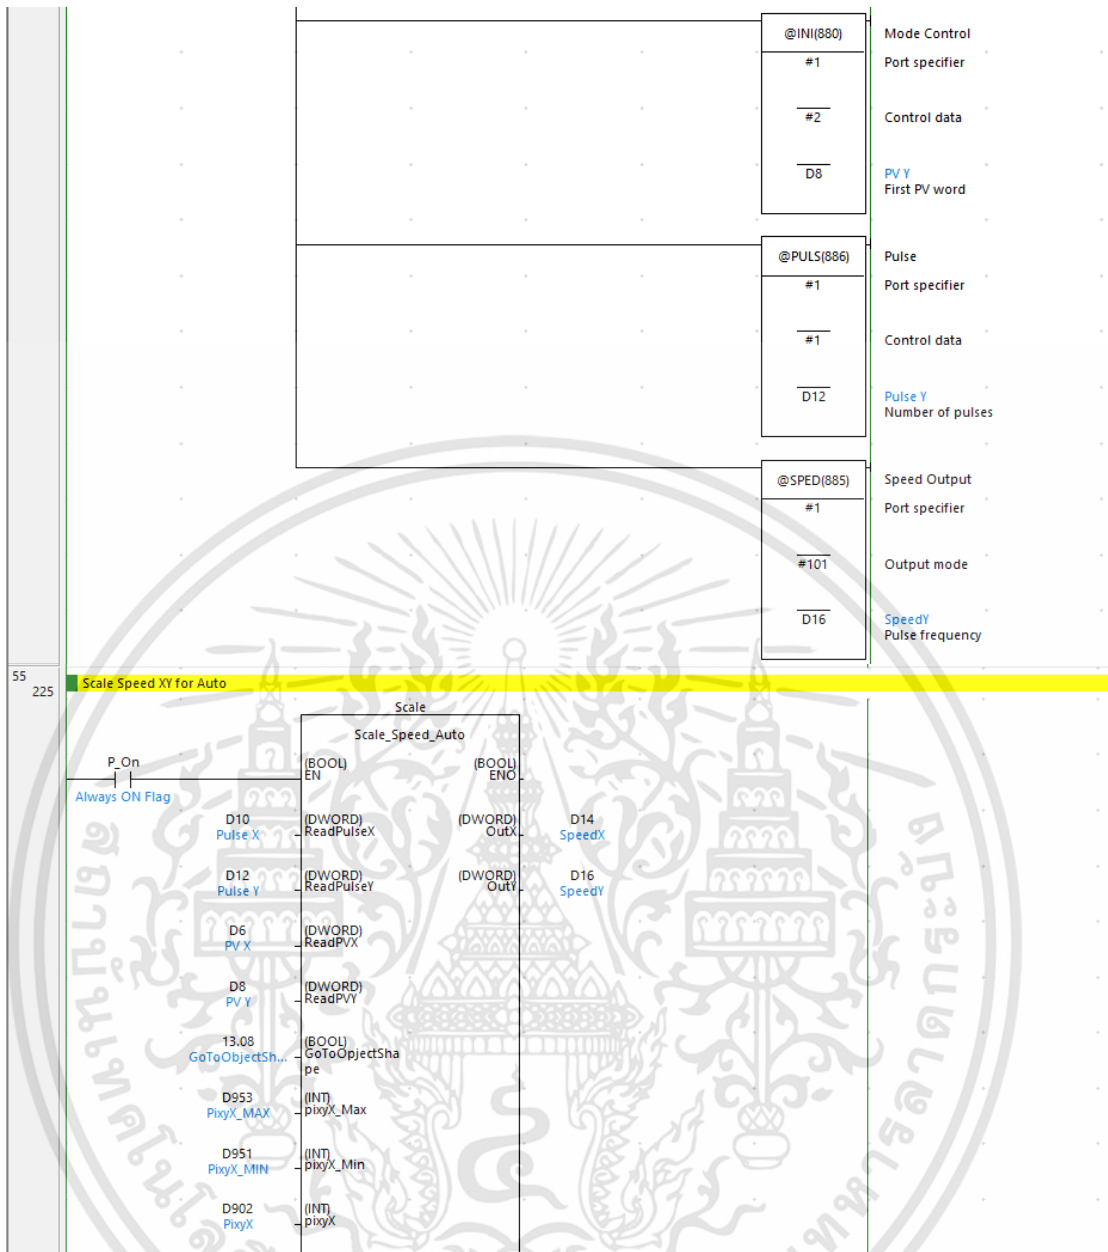 @INI(880) Mode Control
#1 Port specifier
#2 Control data
D8 PV Y
First PV word
@PULS(886) Pulse
#1 Port specifier
#1 Control data
D12 Pulse Y
Number of pulses
@SPED(885) Speed Output
#1 Port specifier
#101 Output mode
D16 SpeedY
Pulse frequency
55
225
Scale Speed XY for Auto
Scale
Scale_Speed_Auto
P_On
Always ON Flag
(BOOL) (BOOL)
EN ENO
D10 (DWORD) (DWORD) D14
Pulse X ReadPulseX OutX SpeedX
D12 (DWORD) (DWORD) D16
Pulse Y ReadPulseY OutY SpeedY
D6 (DWORD)
PV X ReadPVX
D8 (DWORD)
PV Y ReadPVY
13.08 (BOOL)
GoToObjectSh... GoToOpjectSha
pe
D953 (INT)
PixyX_MAX pixyX_Max
D951 (INT)
PixyX_MIN pixyX_Min
D902 (INT)
PixyX pixyX